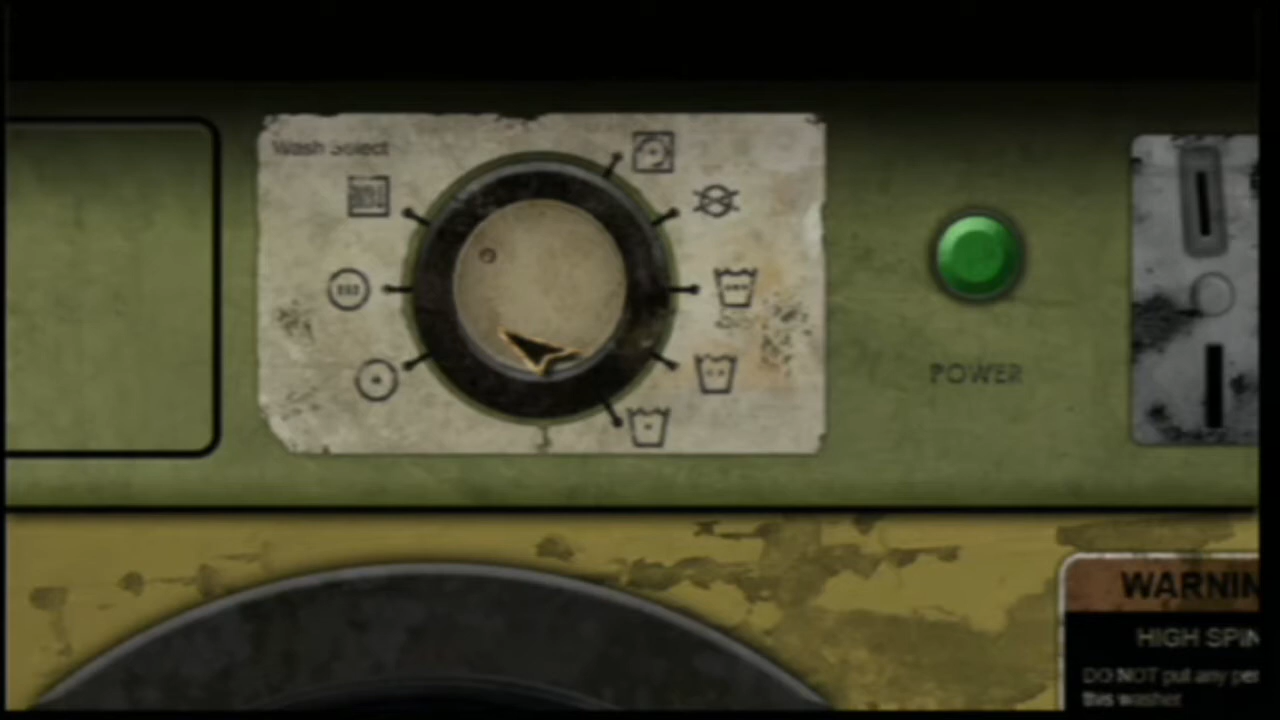 Wash Select
POWER
WARNIN
HIGH SPIN
DO NOT put any per
this washer